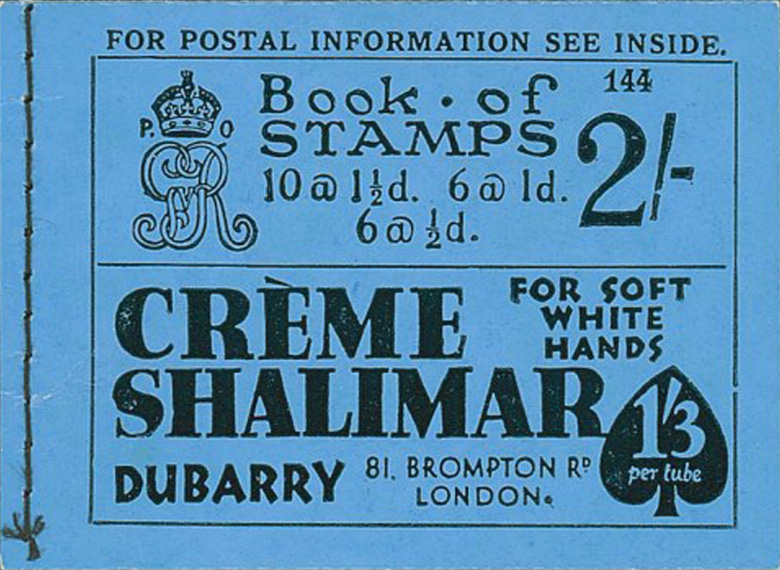 FOR POSTAL INFORMATION SEE INSIDE.
P. O
GR
Book · of
STAMPS
144
2/-
10 @ 1½d. 6 @ 1d.
6 @ ½d.
CRÈME
SHALIMAR
FOR SOFT
WHITE
HANDS
1/3
per tube
DUBARRY
81, BROMPTON Rᴰ
LONDON.